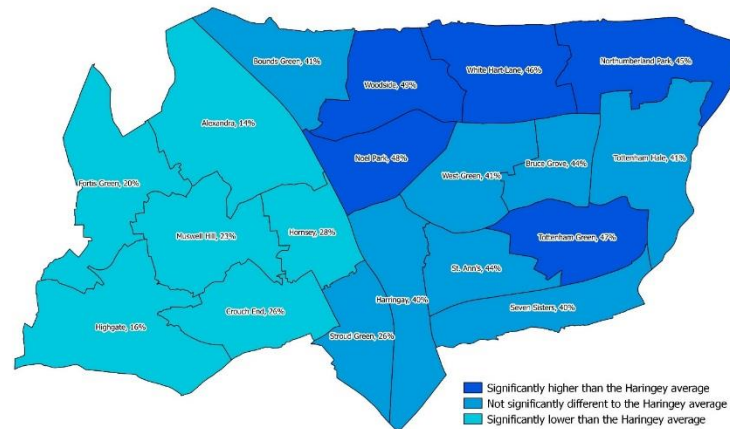 Bounds Green, 41%
Woodside, 49%
White Hart Lane, 46%
Northumberland Park, 45%
Alexandra, 14%
Noel Park, 48%
West Green, 41%
Bruce Grove, 44%
Tottenham Hale, 41%
Fortis Green, 20%
Muswell Hill, 23%
Hornsey, 28%
Tottenham Green, 47%
St. Ann's, 44%
Highgate, 16%
Crouch End, 26%
Stroud Green, 26%
Harringay, 40%
Seven Sisters, 40%
Significantly higher than the Haringey average
Not significantly different to the Haringey average
Significantly lower than the Haringey average